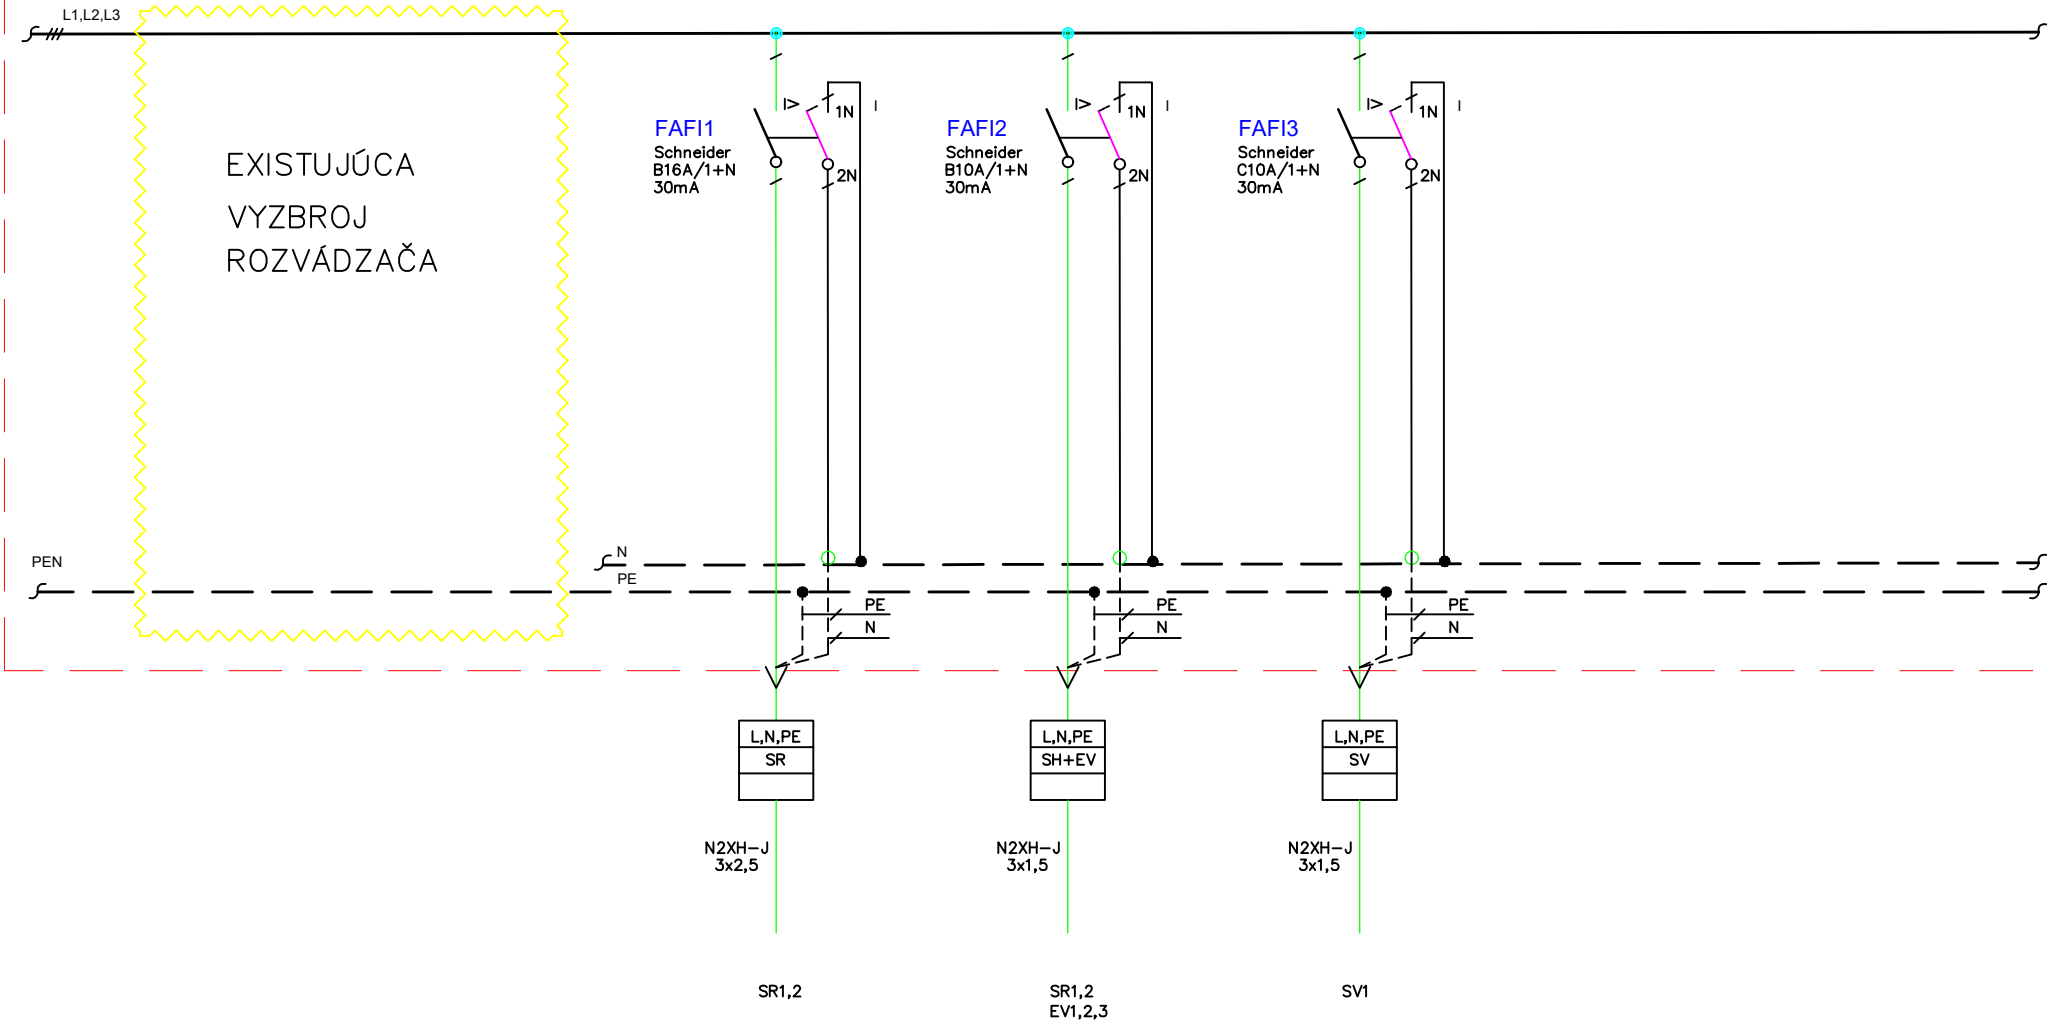 L1,L2,L3
EXISTUJÚCA
VYZBROJ
ROZVÁDZAČA
FAFI1
Schneider
B16A/1+N
30mA
I>
1N
I
2N
FAFI2
Schneider
B10A/1+N
30mA
I>
1N
I
2N
FAFI3
Schneider
C10A/1+N
30mA
I>
1N
I
2N
PEN
N
PE
PE
N
PE
N
PE
N
L,N,PE
SR
L,N,PE
SH+EV
L,N,PE
SV
N2XH-J
3x2,5
N2XH-J
3x1,5
N2XH-J
3x1,5
SR1,2
SR1,2
EV1,2,3
SV1